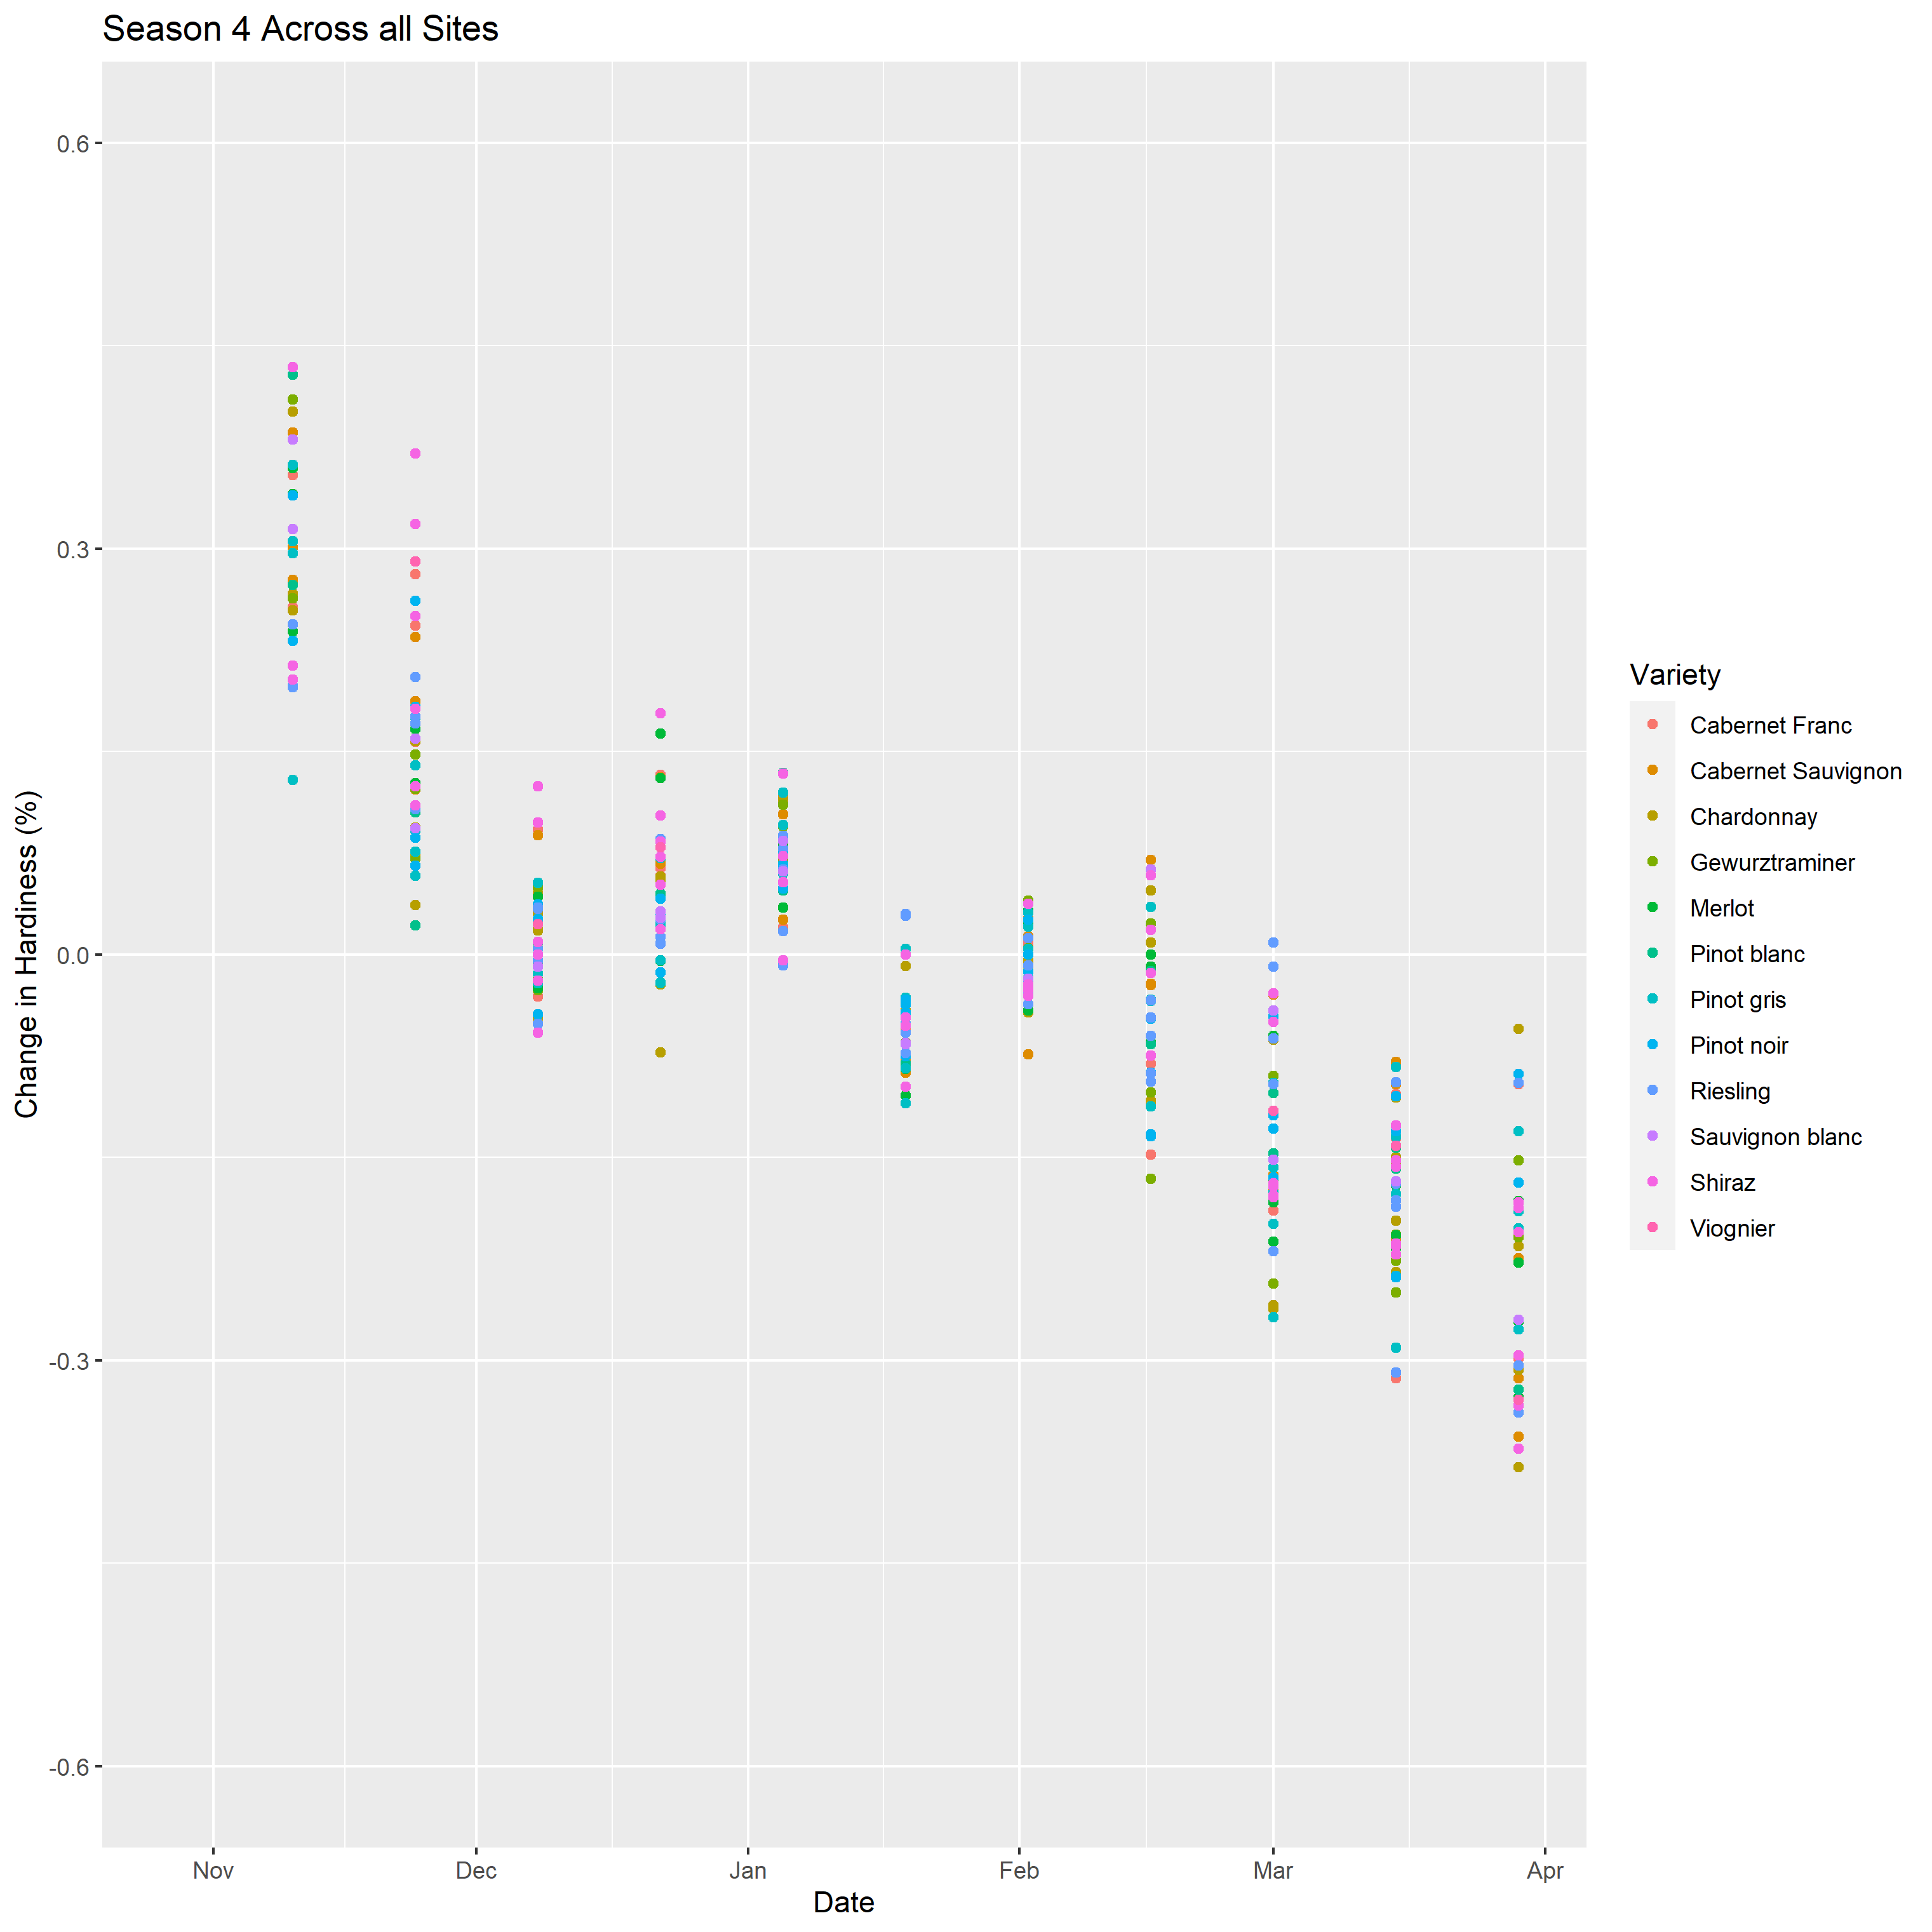 Season 4 Across all Sites
Change in Hardiness (%)
0.6
0.3
0.0
-0.3
-0.6
Nov Dec Jan Feb Mar Apr
Date
Variety
Cabernet Franc
Cabernet Sauvignon
Chardonnay
Gewurztraminer
Merlot
Pinot blanc
Pinot gris
Pinot noir
Riesling
Sauvignon blanc
Shiraz
Viognier